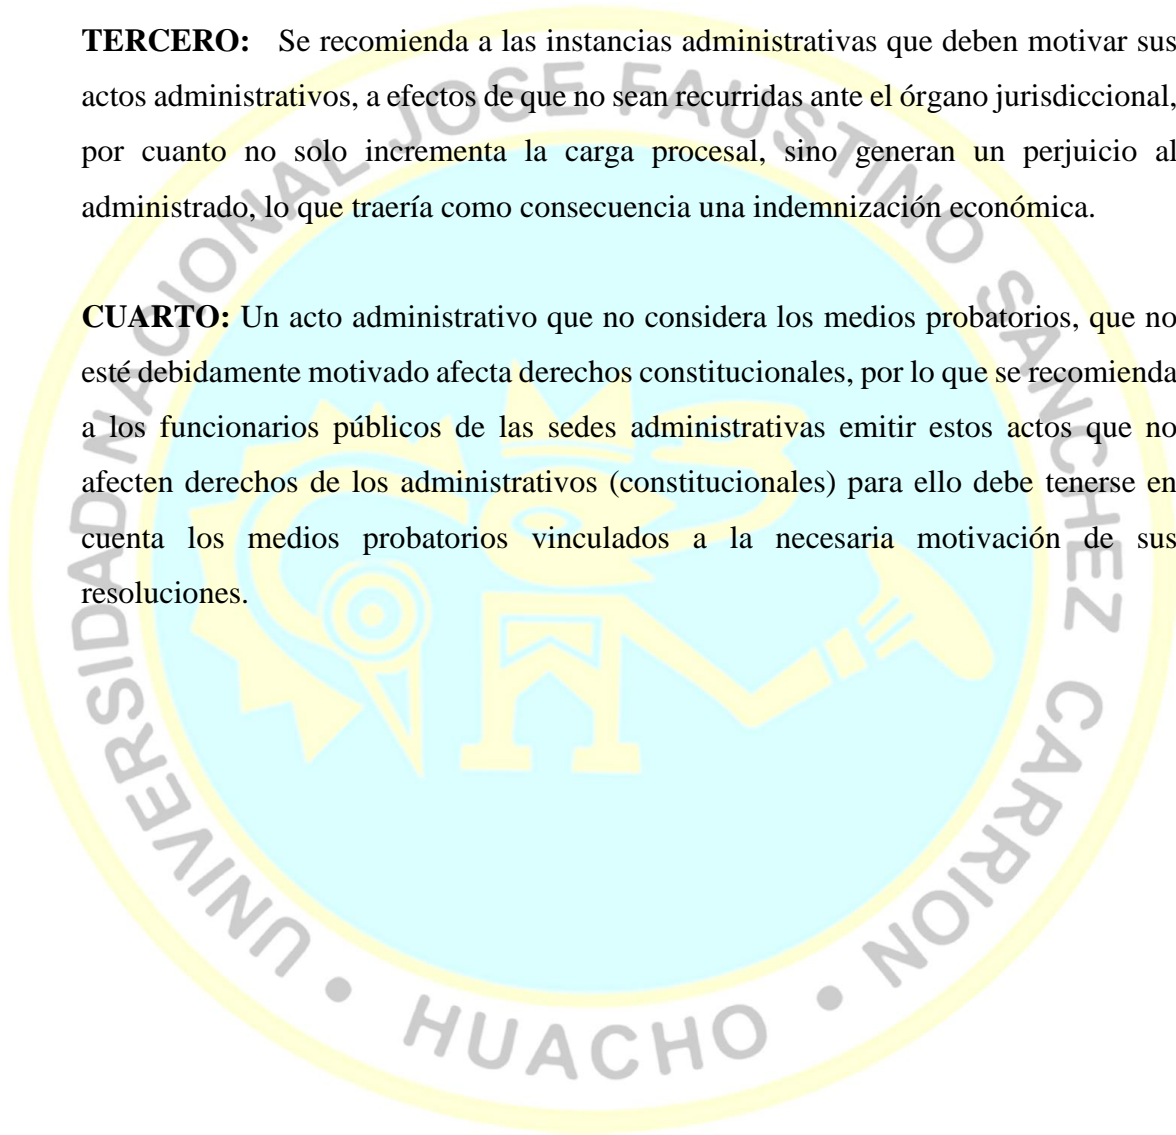 TERCERO: Se recomienda a las instancias administrativas que deben motivar sus
actos administrativos, a efectos de que no sean recurridas ante el órgano jurisdiccional,
por cuanto no solo incrementa la carga procesal, sino generan un perjuicio al
administrado, lo que traería como consecuencia una indemnización económica.
CUARTO: Un acto administrativo que no considera los medios probatorios, que no
esté debidamente motivado afecta derechos constitucionales, por lo que se recomienda
a los funcionarios públicos de las sedes administrativas emitir estos actos que no
afecten derechos de los administrativos (constitucionales) para ello debe tenerse en
cuenta los medios probatorios vinculados a la necesaria motivación de sus
resoluciones.
UNIVERSIDAD NACIONAL JOSE FAUSTINO SANCHEZ CARRION
• HUACHO •